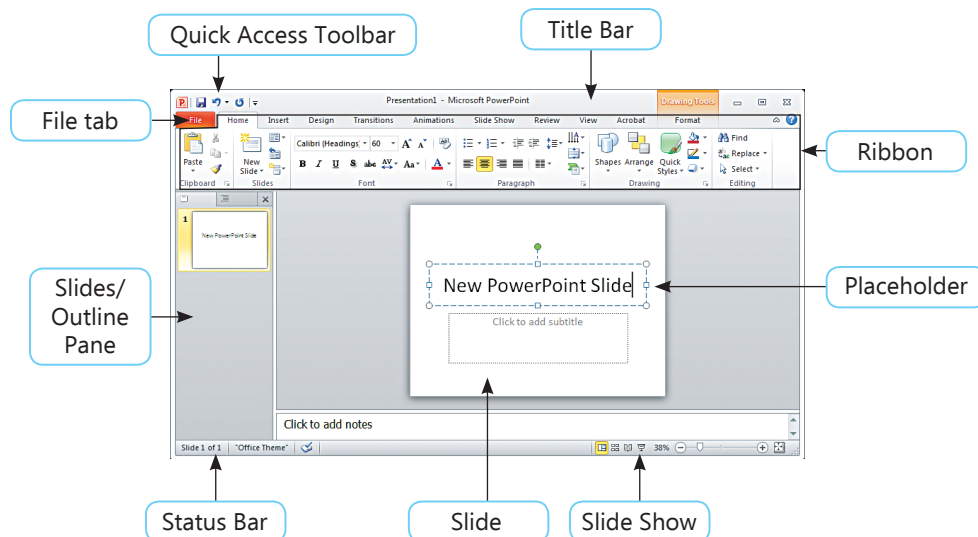 Quick Access Toolbar
Title Bar
Presentation1 - Microsoft PowerPoint
Drawing Tools
File tab
File Home Insert Design Transitions Animations Slide Show Review View Acrobat Format
Calibri (Headings) 60
Find
Replace
Paste
New Slide
Shapes Arrange Quick Styles
Select
Clipboard Slides Font Paragraph Drawing Editing
Ribbon
1
New PowerPoint Slide
Slides/
Outline
Pane
New PowerPoint Slide
Placeholder
Click to add subtitle
Click to add notes
Slide 1 of 1 "Office Theme" 38%
Status Bar
Slide
Slide Show